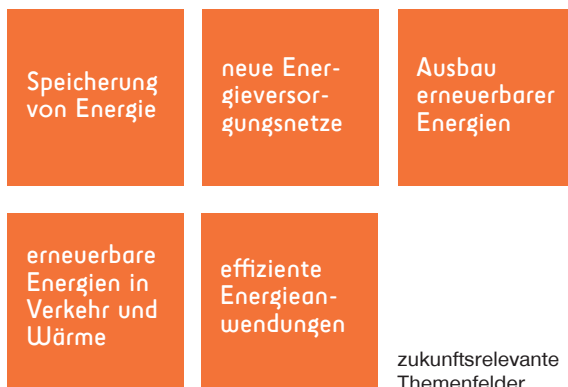 Speicherung
von Energie
neue Ener-
gieversor-
gungsnetze
Ausbau
erneuerbarer
Energien
erneuerbare
Energien in
Verkehr und
Wärme
effiziente
Energiean-
wendungen
zukunftsrelevante
Themenfelder